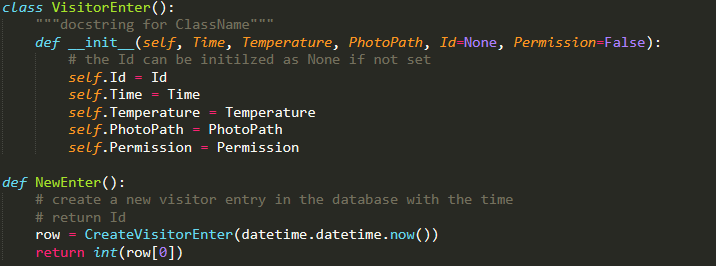 class VisitorEnter():
    """docstring for ClassName"""
    def __init__(self, Time, Temperature, PhotoPath, Id=None, Permission=False):
        # the Id can be initilzed as None if not set
        self.Id = Id
        self.Time = Time
        self.Temperature = Temperature
        self.PhotoPath = PhotoPath
        self.Permission = Permission

def NewEnter():
    # create a new visitor entry in the database with the time
    # return Id
    row = CreateVisitorEnter(datetime.datetime.now())
    return int(row[0])